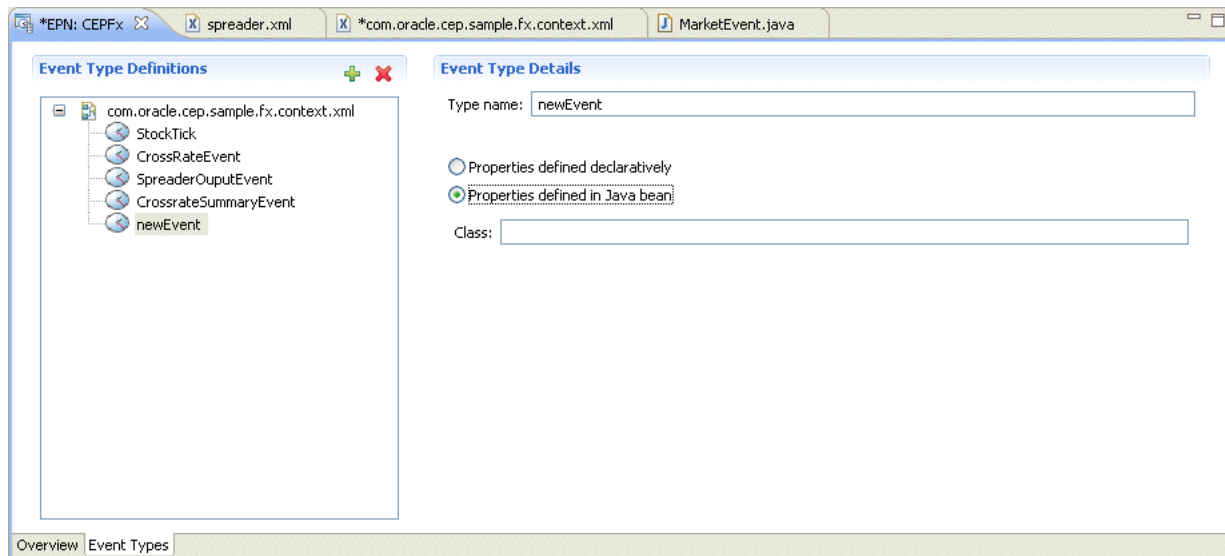 *EPN: CEPFx spreader.xml *com.oracle.cep.sample.fx.context.xml MarketEvent.java
Event Type Definitions
com.oracle.cep.sample.fx.context.xml
StockTick
CrossRateEvent
SpreaderOuputEvent
CrossrateSummaryEvent
newEvent
Event Type Details
Type name: newEvent
Properties defined declaratively
Properties defined in Java bean
Class:
Overview Event Types